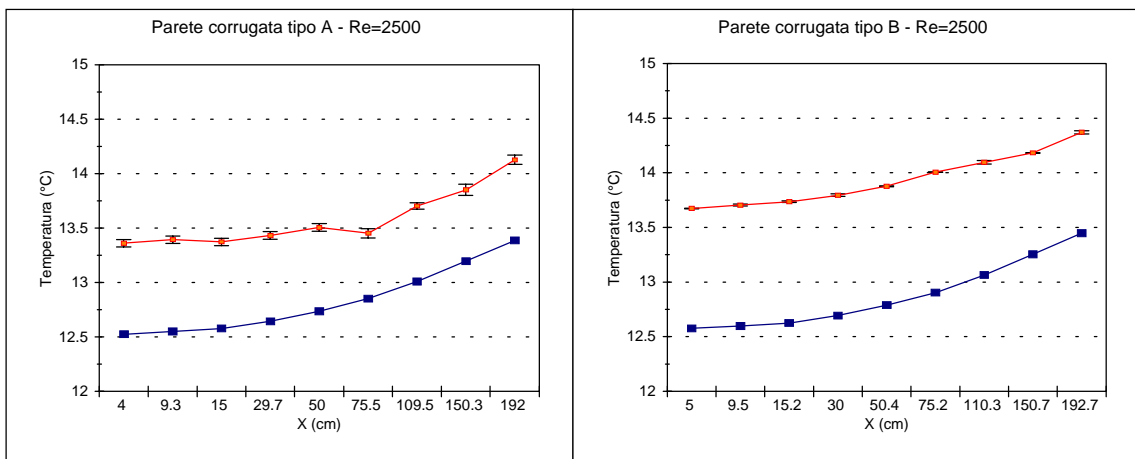 Parete corrugata tipo A - Re=2500
15
14.5
14
13.5
13
12.5
12
Temperatura (°C)
4 9.3 15 29.7 50 75.5 109.5 150.3 192
X (cm)
Parete corrugata tipo B - Re=2500
15
14.5
14
13.5
13
12.5
12
Temperatura (°C)
5 9.5 15.2 30 50.4 75.2 110.3 150.7 192.7
X (cm)